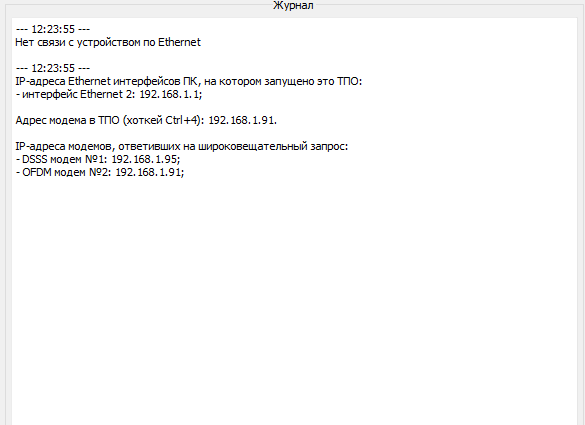 Журнал
--- 12:23:55 ---
Нет связи с устройством по Ethernet
--- 12:23:55 ---
IP-адреса Ethernet интерфейсов ПК, на котором запущено это ТПО:
- интерфейс Ethernet 2: 192.168.1.1;
Адрес модема в ТПО (хоткей Ctrl+4): 192.168.1.91.
IP-адреса модемов, ответивших на широковещательный запрос:
- DSSS модем №1: 192.168.1.95;
- OFDM модем №2: 192.168.1.91;